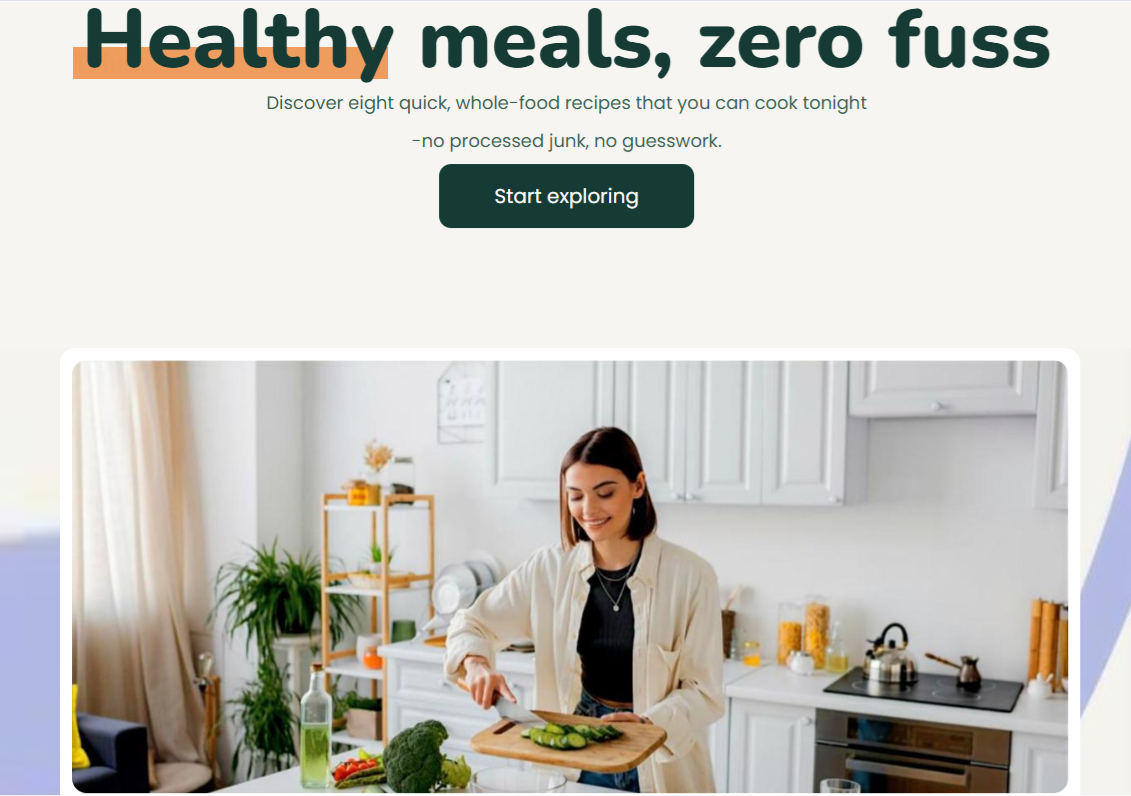 Healthy meals, zero fuss
Discover eight quick, whole-food recipes that you can cook tonight
-no processed junk, no guesswork.
Start exploring